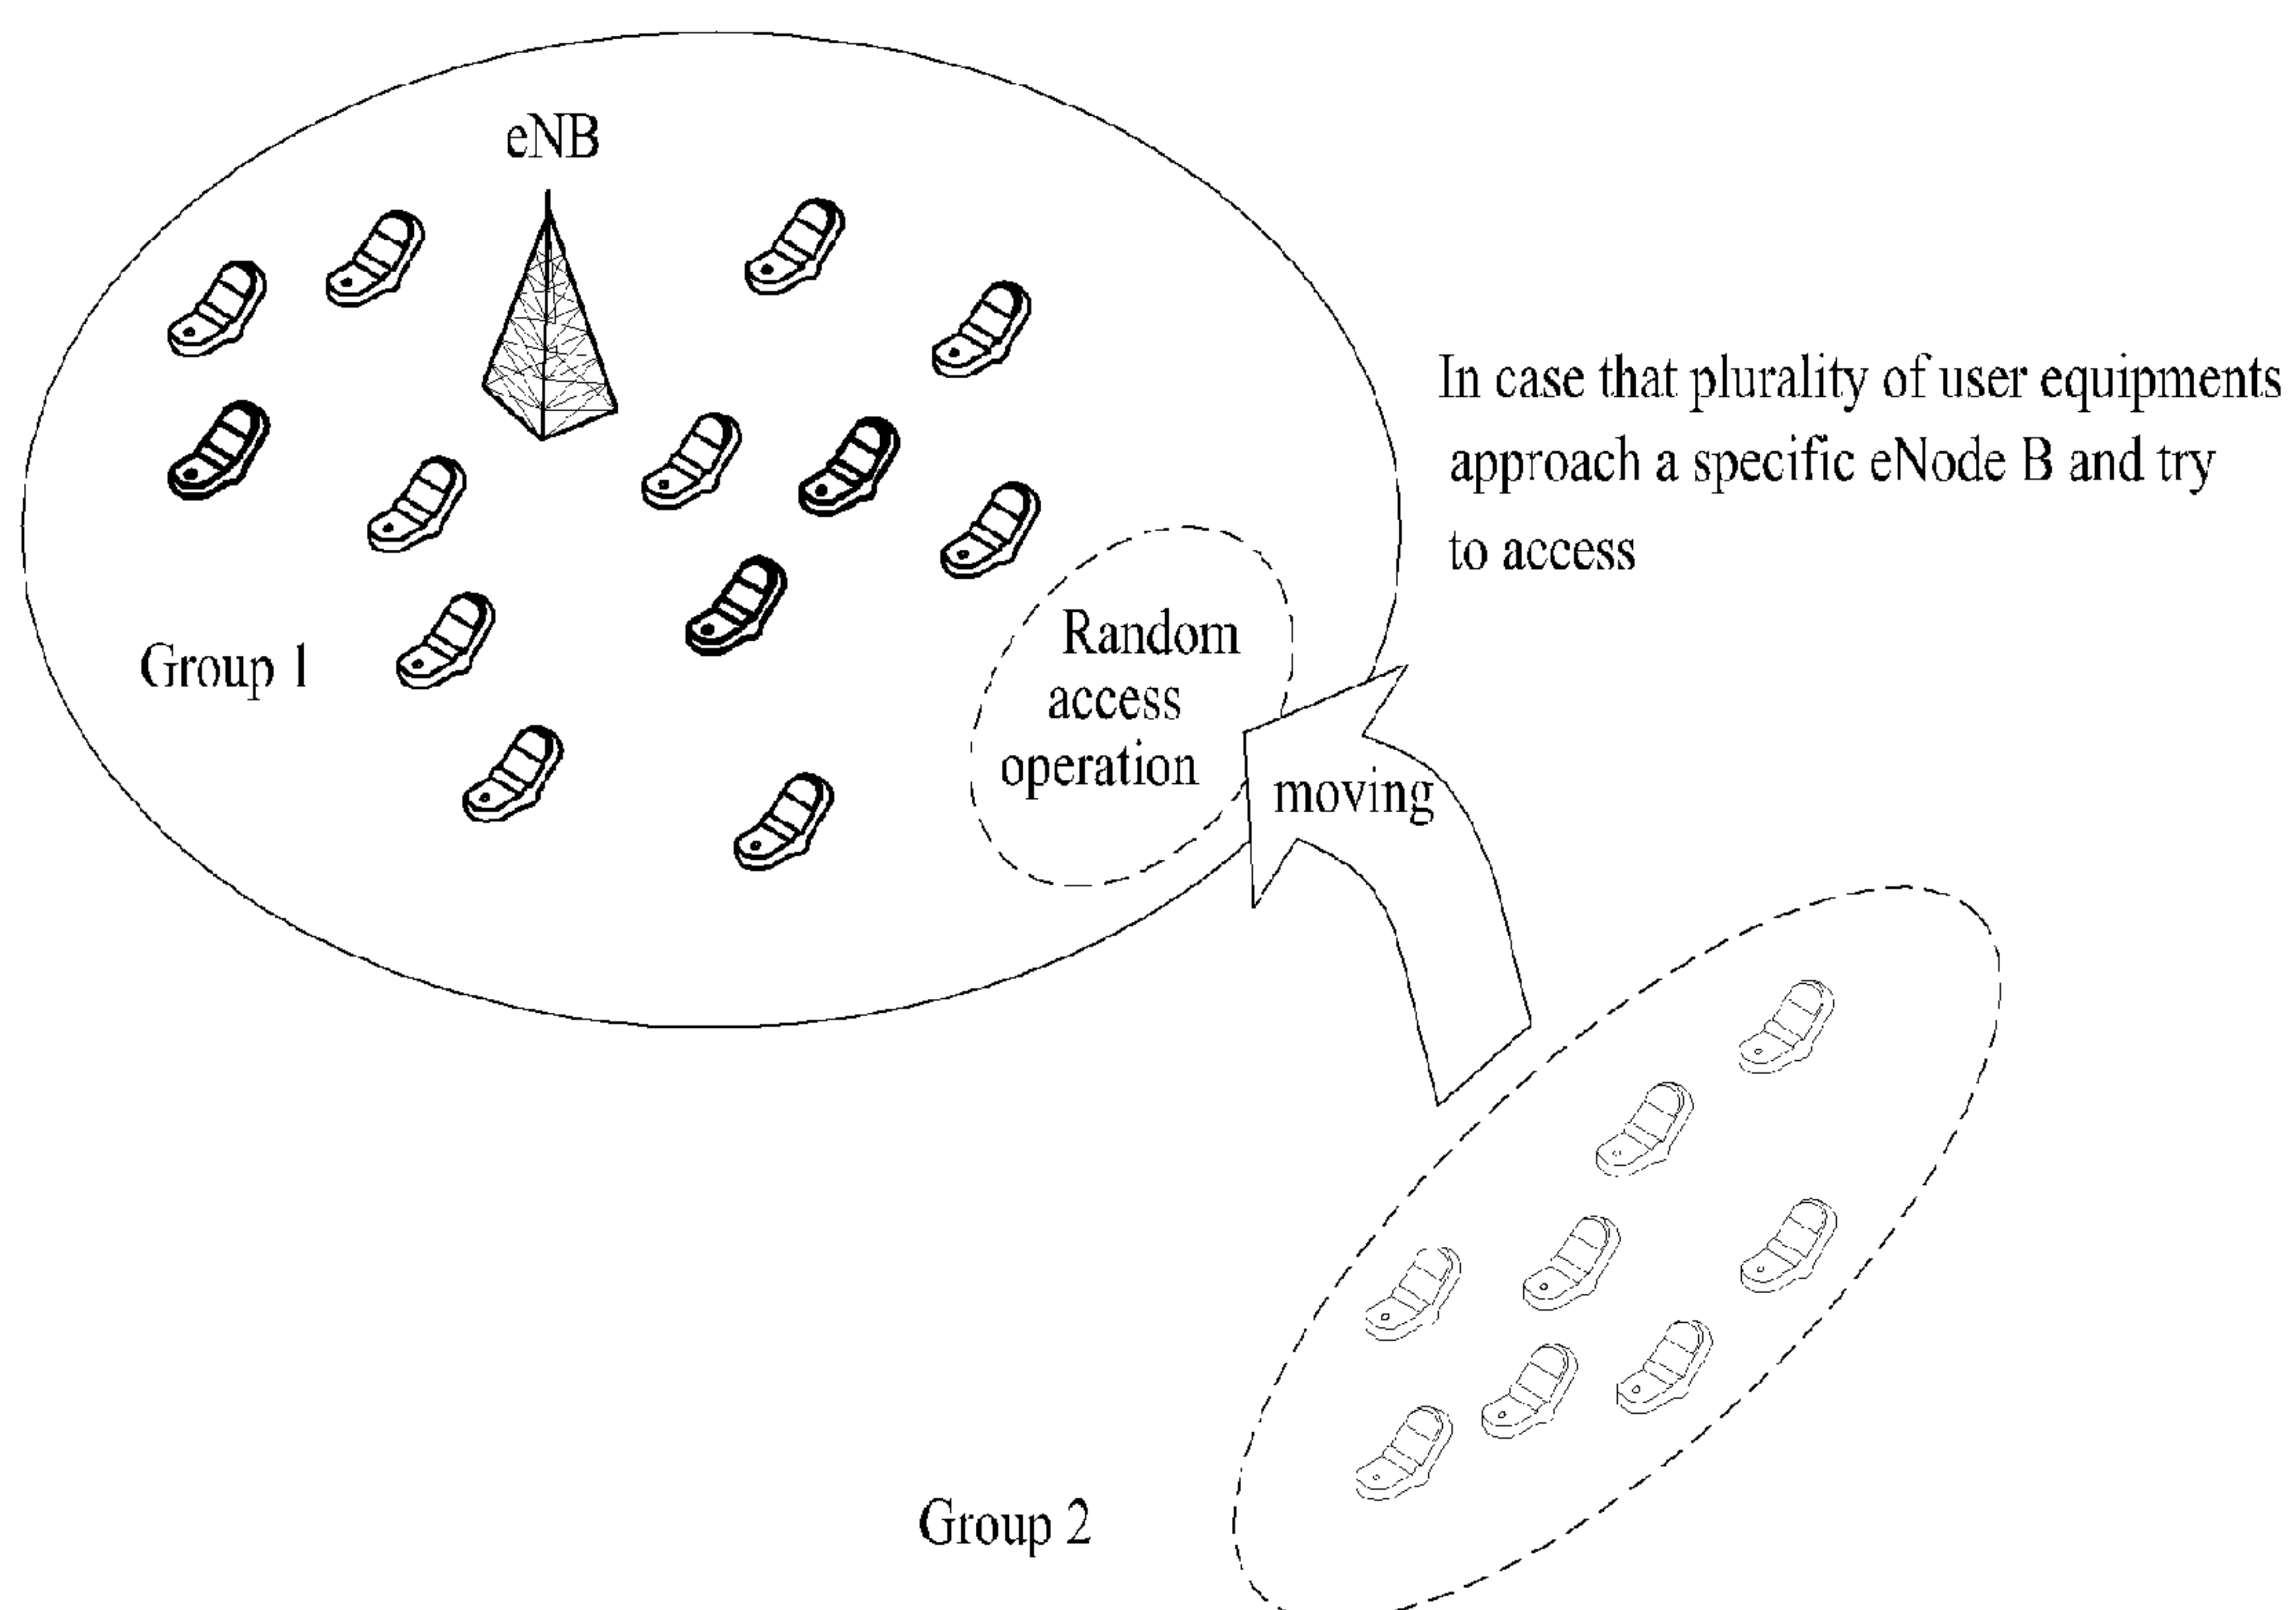 eNB
In case that plurality of user equipments
approach a specific eNode B and try
to access
Group 1
Random
access
operation
moving
Group 2